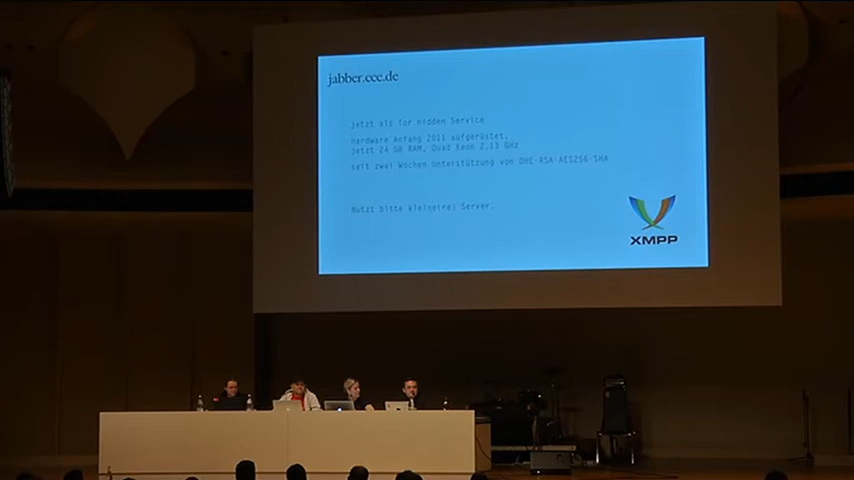 jabber.ccc.de
jetzt als Tor Hidden Service
Hardware Anfang 2011 aufgerüstet,
jetzt 24 GB RAM, Quad Xeon 2,13 GHz
seit zwei Wochen Unterstützung von DHE-RSA-AES256-SHA
Nutzt bitte kleine(re) Server.
XMPP